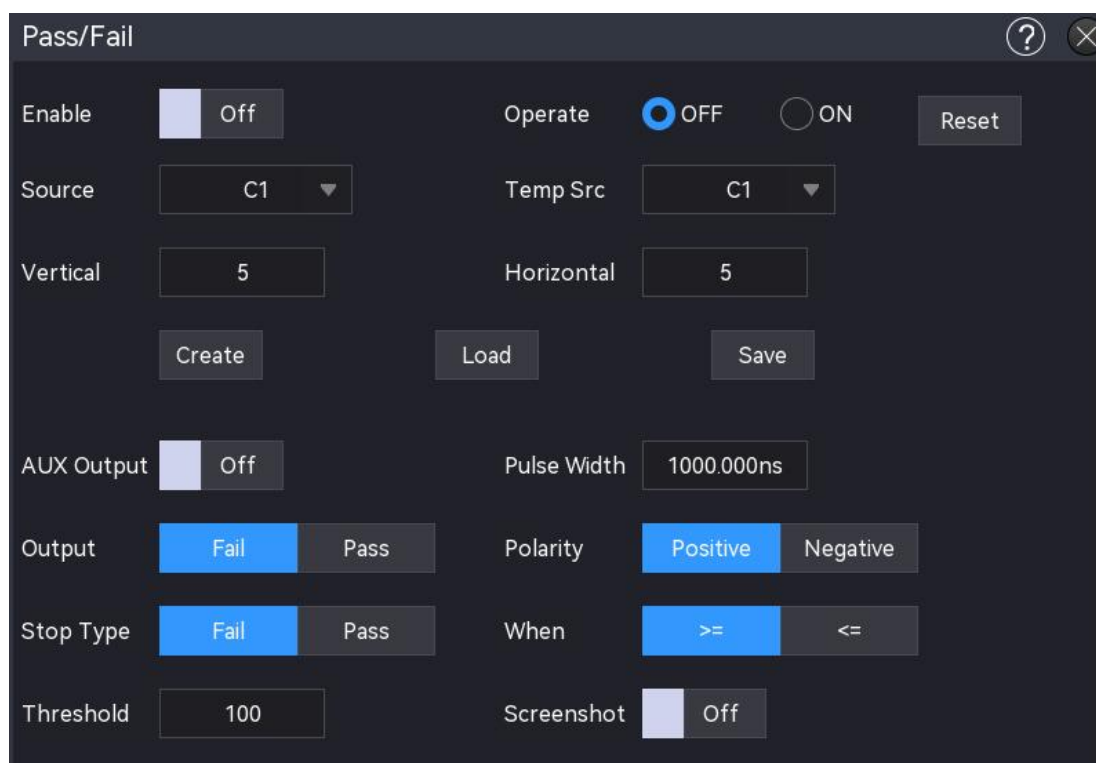 Pass/Fail ?
Enable Off Operate OFF ON Reset
Source C1 Temp Src C1
Vertical 5 Horizontal 5
Create Load Save
AUX Output Off Pulse Width 1000.000ns
Output Fail Pass Polarity Positive Negative
Stop Type Fail Pass When >= <=
Threshold 100 Screenshot Off